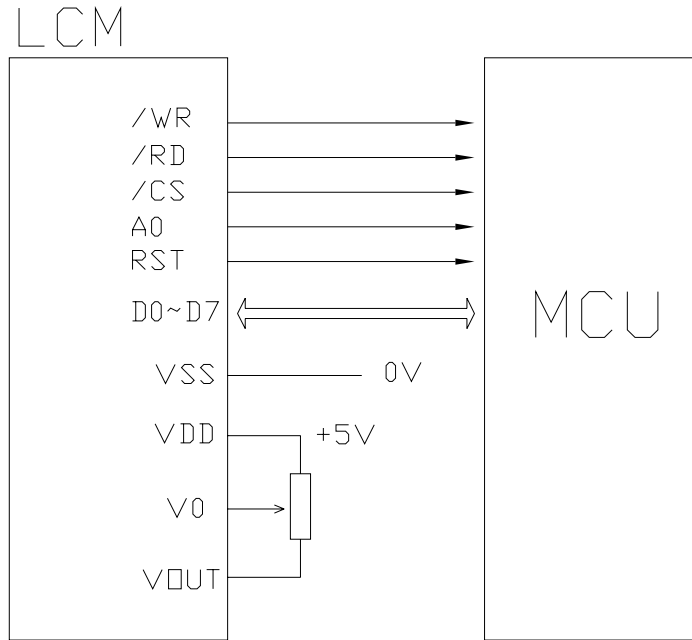 LCM
/WR
/RD
/CS
A0
RST
D0~D7
MCU
VSS 0V
VDD +5V
V0
VOUT